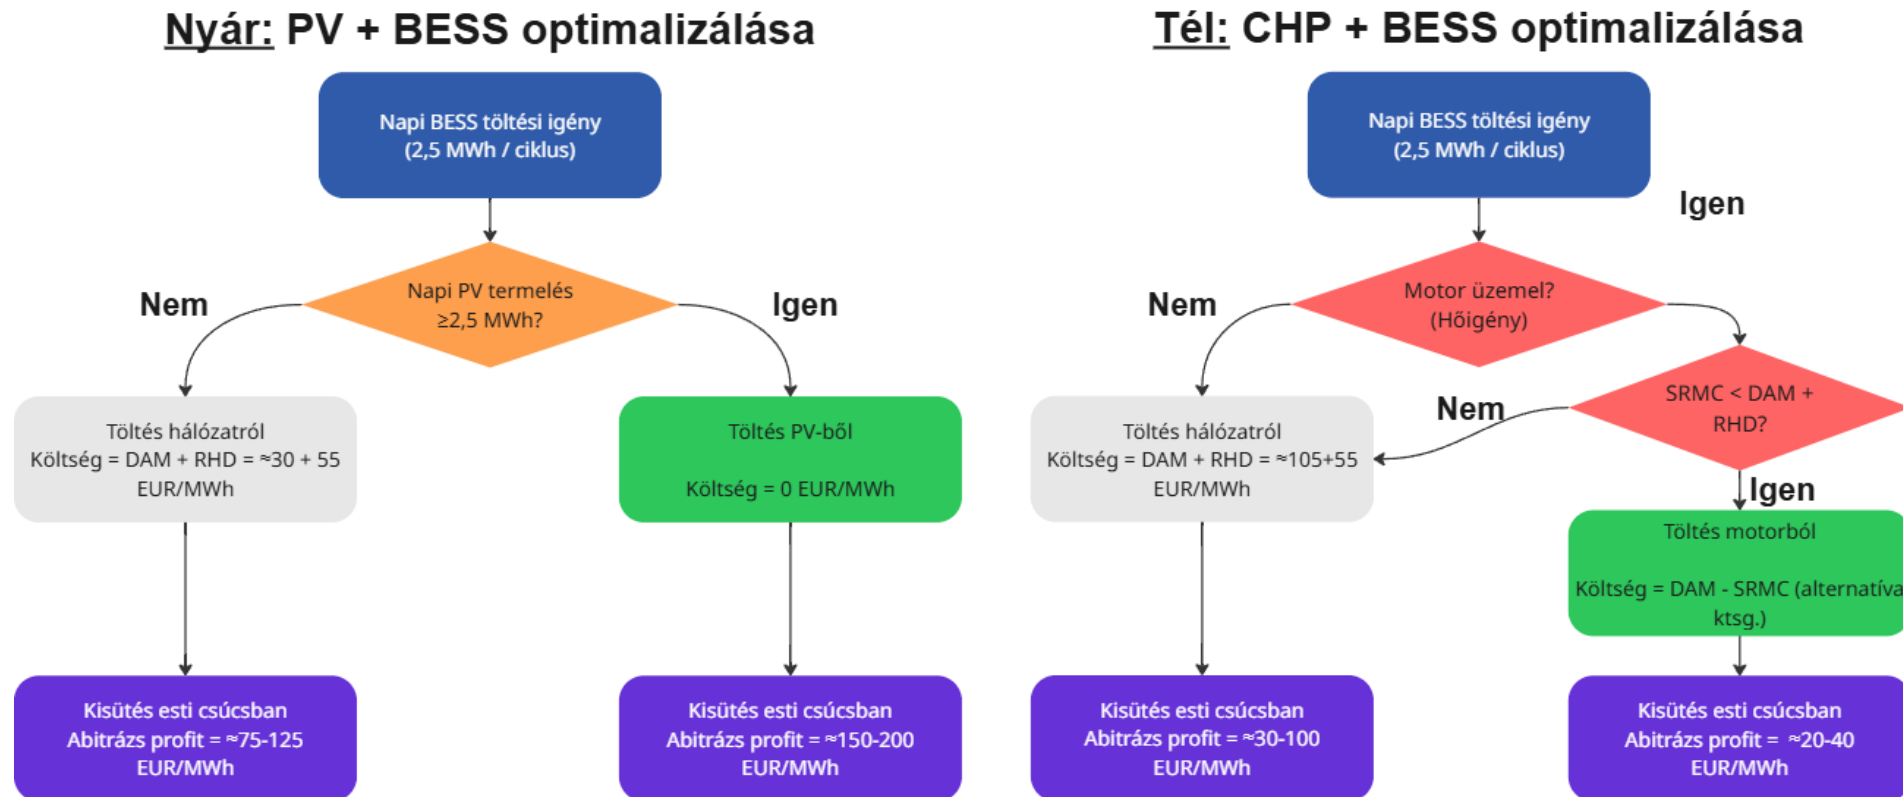 Nyár: PV + BESS optimalizálása
Napi BESS töltési igény
(2,5 MWh / ciklus)
Napi PV termelés
≥2,5 MWh?
Nem
Igen
Töltés hálózatról
Költség = DAM + RHD = ≈30 + 55
EUR/MWh
Töltés PV-ből
Költség = 0 EUR/MWh
Kisütés esti csúcsban
Abitrázs profit = ≈75-125
EUR/MWh
Kisütés esti csúcsban
Abitrázs profit = ≈150-200
EUR/MWh
Tél: CHP + BESS optimalizálása
Napi BESS töltési igény
(2,5 MWh / ciklus)
Igen
Motor üzemel?
(Hőigény)
Nem
SRMC < DAM +
RHD?
Nem
Igen
Töltés hálózatról
Költség = DAM + RHD = ≈105+55
EUR/MWh
Töltés motorból
Költség = DAM - SRMC (alternatíva
ktsg.)
Kisütés esti csúcsban
Abitrázs profit = ≈30-100
EUR/MWh
Kisütés esti csúcsban
Abitrázs profit = ≈20-40
EUR/MWh